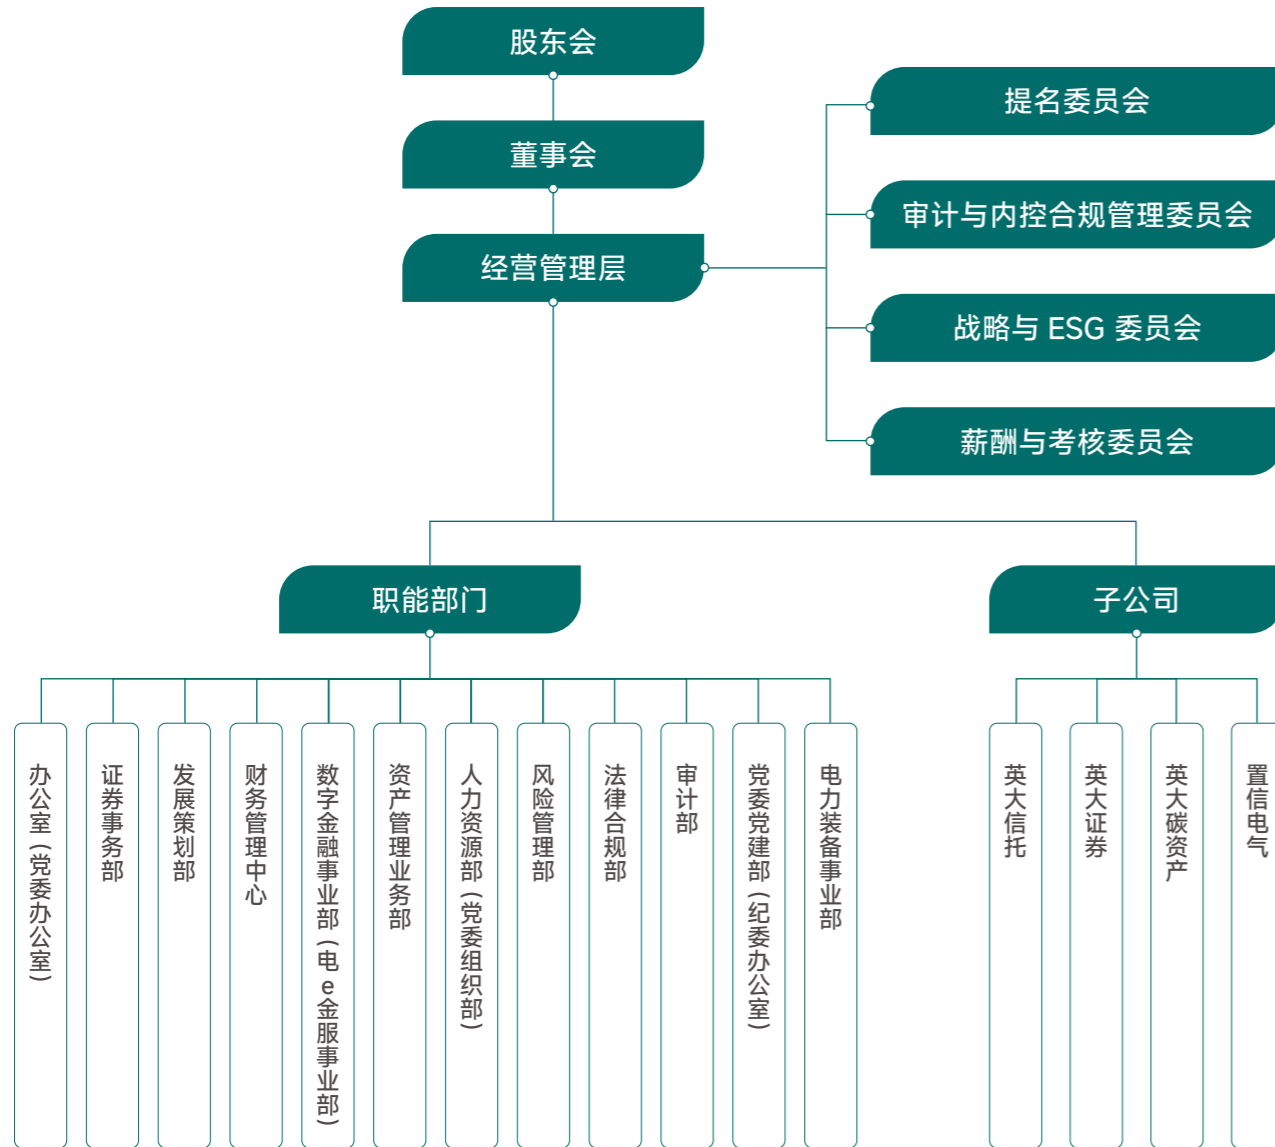 股东会
董事会
经营管理层
提名委员会
审计与内控合规管理委员会
战略与 ESG 委员会
薪酬与考核委员会
职能部门
子公司
办公室（党委办公室）
证券事务部
发展策划部
财务管理中心
数字金融事业部（电e金服事业部）
资产管理业务部
人力资源部（党委组织部）
风险管理部
法律合规部
审计部
党委党建部（纪委办公室）
电力装备事业部
英大信托
英大证券
英大碳资产
置信电气